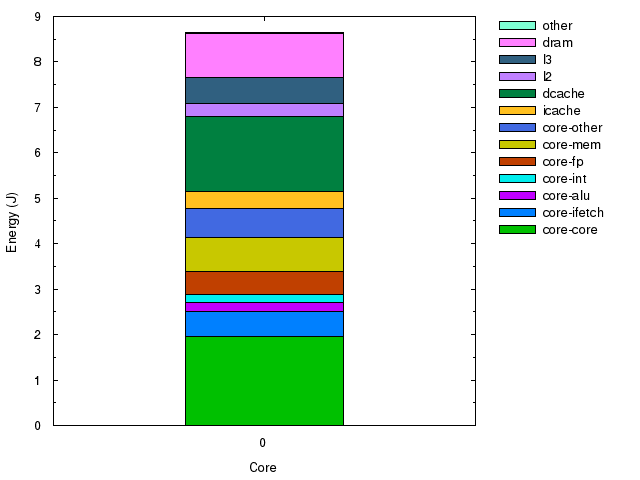 9
8
7
6
5
4
3
2
1
0
Energy (J)
0
Core
other
dram
l3
l2
dcache
icache
core-other
core-mem
core-fp
core-int
core-alu
core-ifetch
core-core